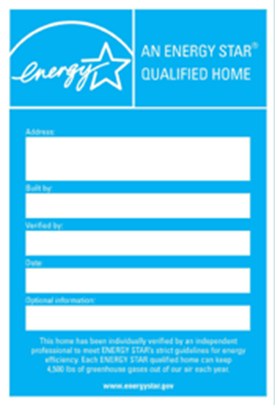 energy
AN ENERGY STAR®
QUALIFIED HOME
Address:
Built by:
Verified by:
Date:
Optional information:
This home has been individually verified by an independent
professional to meet ENERGY STAR's strict guidelines for energy
efficiency. Each ENERGY STAR qualified home can keep
4,500 lbs of greenhouse gases out of our air each year.
www.energystar.gov